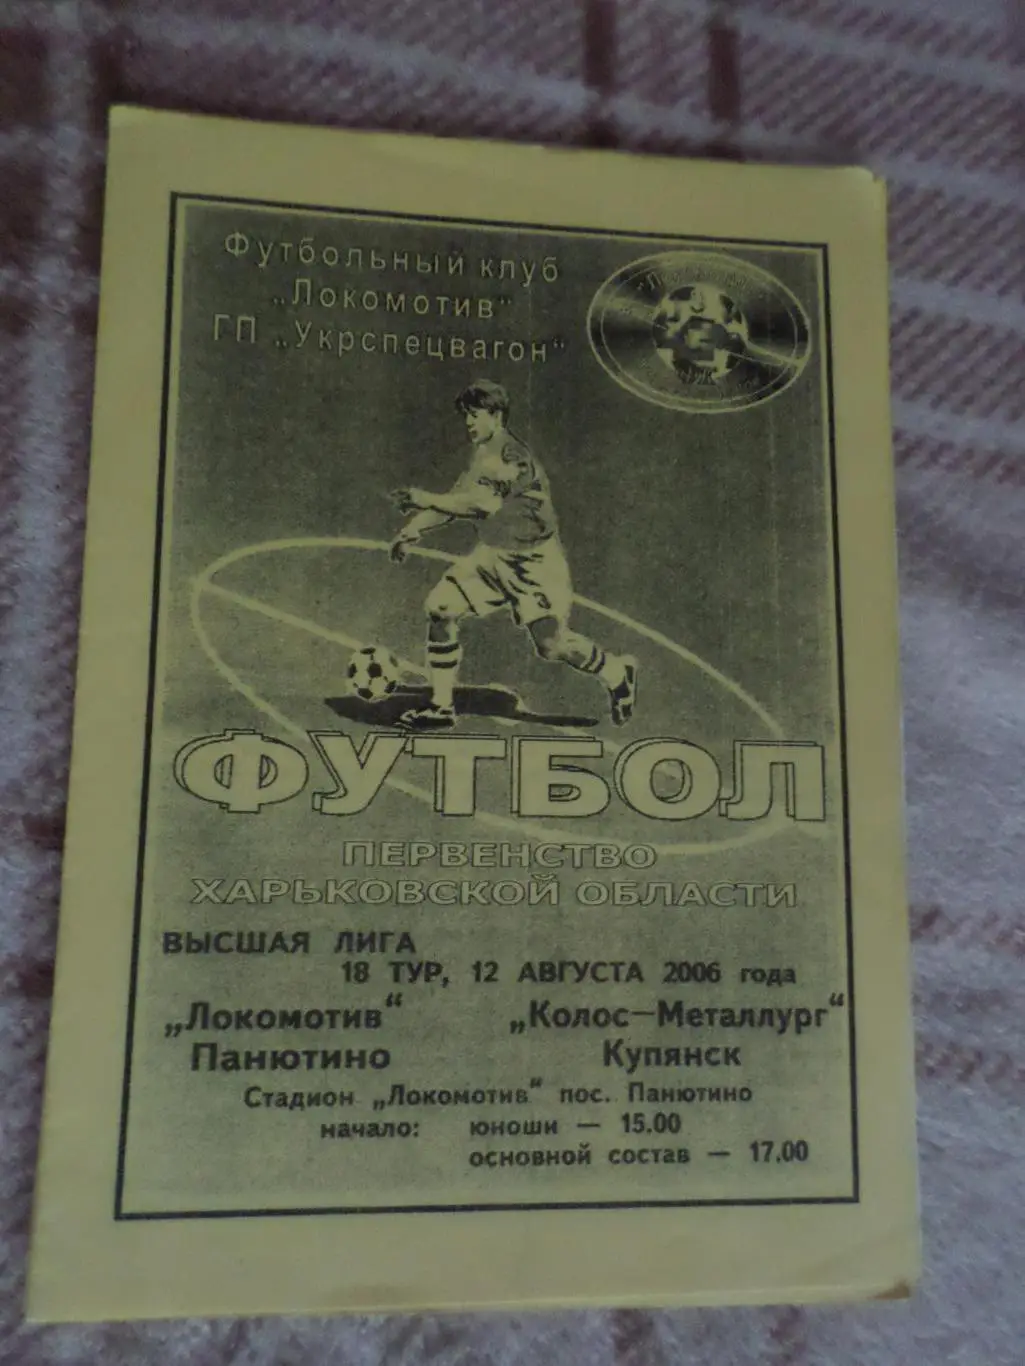 Футбольный клуб
„Локомотив"
ГП „Укрспецвагон"
ФУТБОЛ
ПЕРВЕНСТВО
ХАРЬКОВСКОЙ ОБЛАСТИ
ВЫСШАЯ ЛИГА
18 ТУР, 12 АВГУСТА 2006 года
„Локомотив“ „Колос—Металлург“
Панютино Купянск
Стадион „Локомотив“ пос. Панютино
начало: юноши — 15.00
основной состав — 17.00